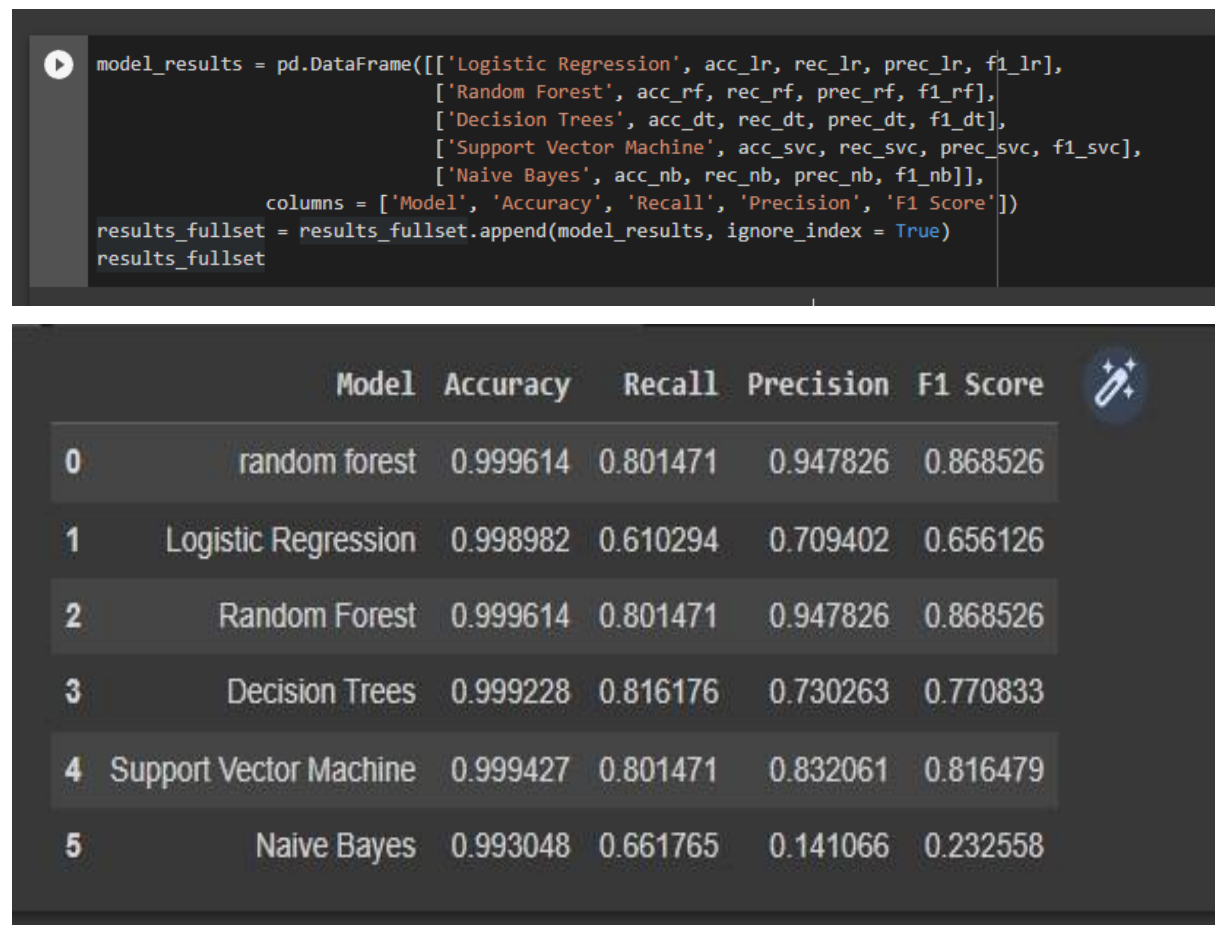 model_results = pd.DataFrame([['Logistic Regression', acc_lr, rec_lr, prec_lr, f1_lr],
['Random Forest', acc_rf, rec_rf, prec_rf, f1_rf],
['Decision Trees', acc_dt, rec_dt, prec_dt, f1_dt],
['Support Vector Machine', acc_svc, rec_svc, prec_svc, f1_svc],
['Naive Bayes', acc_nb, rec_nb, prec_nb, f1_nb]],
columns = ['Model', 'Accuracy', 'Recall', 'Precision', 'F1 Score'])
results_fullset = results_fullset.append(model_results, ignore_index = True)
results_fullset
Model Accuracy Recall Precision F1 Score
0 random forest 0.999614 0.801471 0.947826 0.868526
1 Logistic Regression 0.998982 0.610294 0.709402 0.656126
2 Random Forest 0.999614 0.801471 0.947826 0.868526
3 Decision Trees 0.999228 0.816176 0.730263 0.770833
4 Support Vector Machine 0.999427 0.801471 0.832061 0.816479
5 Naive Bayes 0.993048 0.661765 0.141066 0.232558